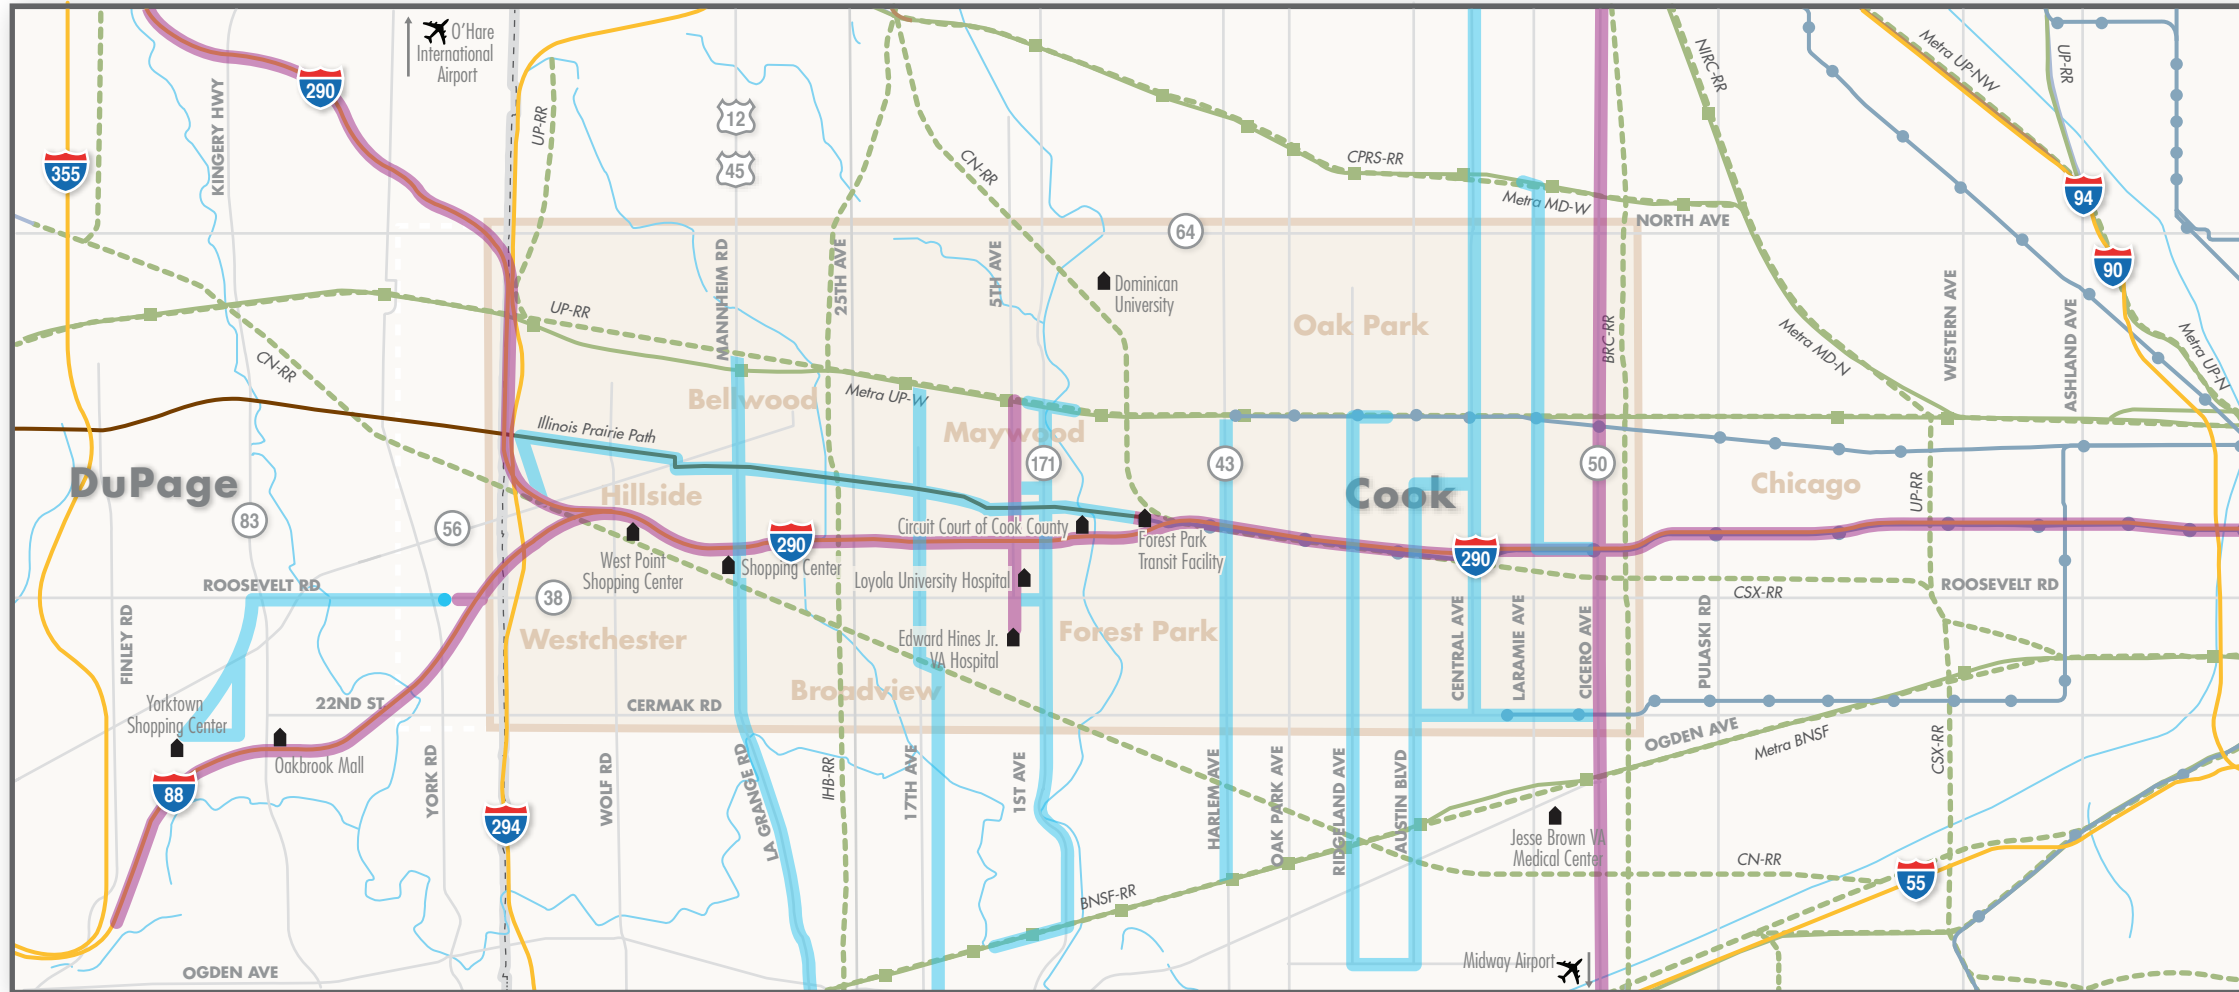 O'Hare
International
Airport
290
355
KINGERY HWY
UP-RR
12
45
CN-RR
CPRS-RR
Metra MD-W
NIRC-RR
Metra UP-NW
UP-RR
94
90
NORTH AVE
64
MANNHEIM RD
25TH AVE
5TH AVE
Dominican
University
Oak Park
BRC-RR
Metra MD-N
WESTERN AVE
ASHLAND AVE
Metra UP-N
UP-RR
CN-RR
Bellwood
Metra UP-W
Maywood
Illinois Prairie Path
DuPage
Hillside
171
43
Cook
50
Chicago
UP-RR
83
56
Circuit Court of Cook County
290
Forest Park
Transit Facility
290
West Point
Shopping Center
Shopping Center
Loyola University Hospital
ROOSEVELT RD
38
CSX-RR
ROOSEVELT RD
FINLEY RD
Westchester
Edward Hines Jr.
VA Hospital
Forest Park
CENTRAL AVE
LARAMIE AVE
CICERO AVE
PULASKI RD
Broadview
Yorktown
Shopping Center
22ND ST
CERMAK RD
OGDEN AVE
Metra BNSF
CSX-RR
Oakbrook Mall
88
YORK RD
294
WOLF RD
LA GRANGE RD
IHB-RR
17TH AVE
1ST AVE
HARLEM AVE
OAK PARK AVE
RIDGELAND AVE
AUSTIN BLVD
Jesse Brown VA
Medical Center
CN-RR
55
BNSF-RR
OGDEN AVE
Midway Airport